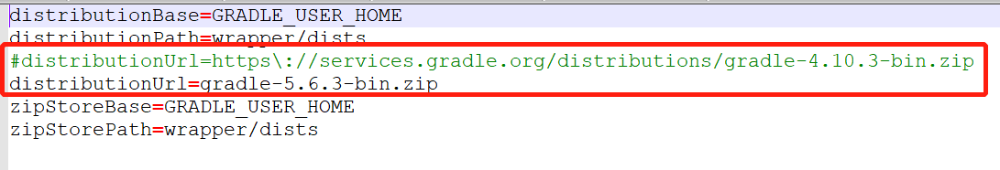 distributionBase=GRADLE_USER_HOME
distributionPath=wrapper/dists
#distributionUrl=https\://services.gradle.org/distributions/gradle-4.10.3-bin.zip
distributionUrl=gradle-5.6.3-bin.zip
zipStoreBase=GRADLE_USER_HOME
zipStorePath=wrapper/dists